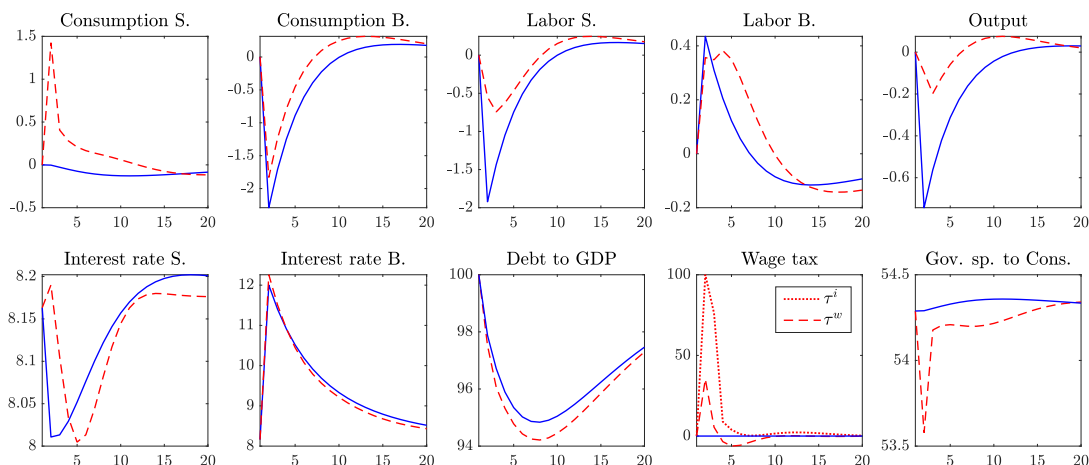 Consumption S.
Consumption B.
Labor S.
Labor B.
Output
1.5
1
0.5
0
-0.5
5 10 15 20
0
-0.5
-1
-1.5
-2
5 10 15 20
0
-0.5
-1
-1.5
-2
5 10 15 20
0.4
0.2
0
-0.2
5 10 15 20
0
-0.2
-0.4
-0.6
5 10 15 20
Interest rate S.
Interest rate B.
Debt to GDP
Wage tax
Gov. sp. to Cons.
8.2
8.15
8.1
8.05
8
5 10 15 20
12
11
10
9
8
5 10 15 20
100
98
96
94
5 10 15 20
100
50
0
τⁱ
τʷ
5 10 15 20
54.5
54
53.5
5 10 15 20